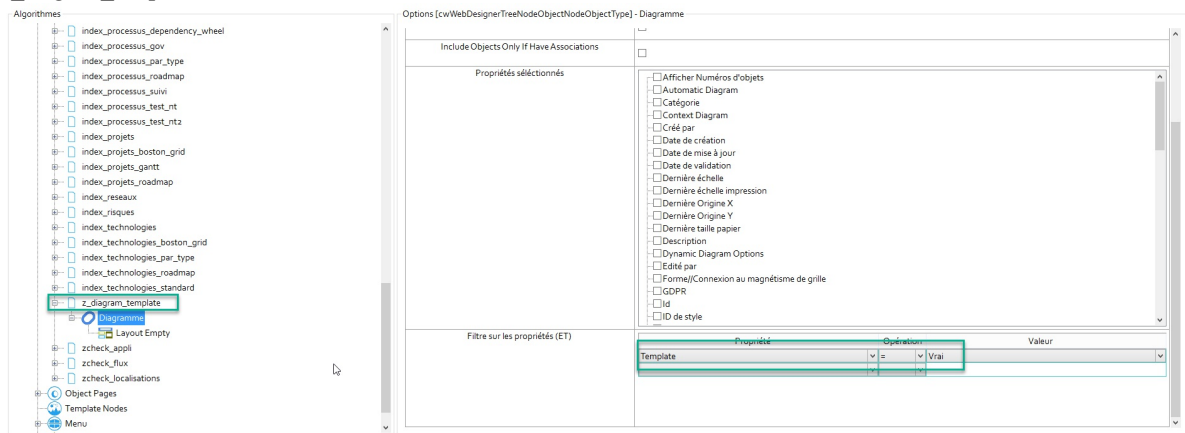 Algorithmes
index_processus_dependency_wheel
index_processus_gov
index_processus_par_type
index_processus_roadmap
index_processus_suivi
index_processus_test_nt
index_processus_test_nt2
index_projets
index_projets_boston_grid
index_projets_gantt
index_projets_roadmap
index_reseaux
index_risques
index_technologies
index_technologies_boston_grid
index_technologies_par_type
index_technologies_roadmap
index_technologies_standard
z_diagram_template
Diagramme
Layout Empty
zcheck_appli
zcheck_flux
zcheck_localisations
Object Pages
Template Nodes
Menu
Options [cwWebDesignerTreeNodeObjectNodeObjectType] - Diagramme
Include Objects Only If Have Associations
Propriétés séléctionnés
Afficher Numéros d'objets
Automatic Diagram
Catégorie
Context Diagram
Créé par
Date de création
Date de mise à jour
Date de validation
Dernière échelle
Dernière échelle impression
Dernière Origine X
Dernière Origine Y
Dernière taille papier
Description
Dynamic Diagram Options
Edité par
Forme//Connexion au magnétisme de grille
GDPR
Id
ID de style
Filtre sur les propriétés (ET)
Propriété Opération Valeur
Template = Vrai